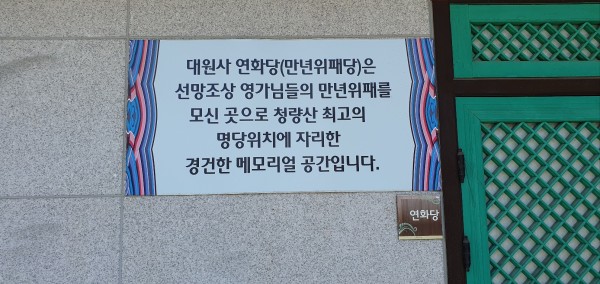 대원사 연화당(만년위패당)은
선망조상 영가님들의 만년위패를
모신 곳으로 청량산 최고의
명당위치에 자리한
경건한 메모리얼 공간입니다.
연화당